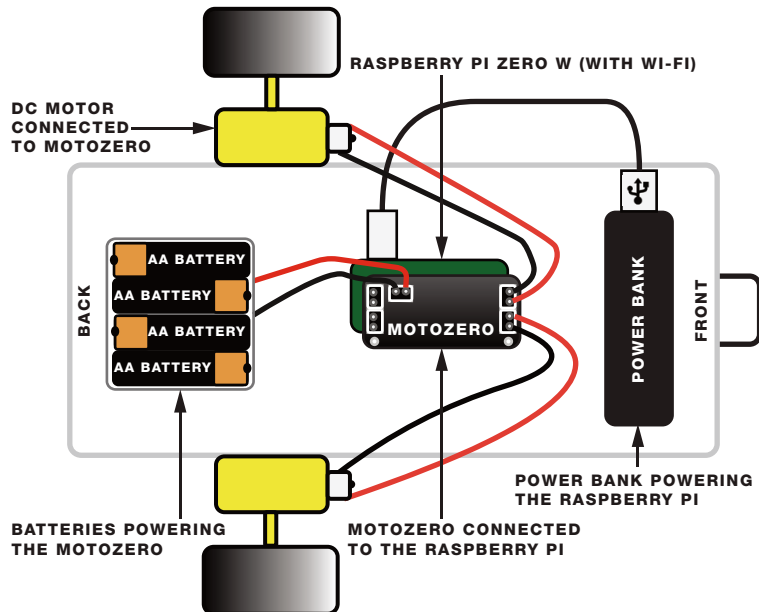 RASPBERRY PI ZERO W (WITH WI-FI)
DC MOTOR
CONNECTED
TO MOTOZERO
BACK
AA BATTERY
AA BATTERY
AA BATTERY
AA BATTERY
MOTOZERO
POWER BANK
FRONT
BATTERIES POWERING
THE MOTOZERO
MOTOZERO CONNECTED
TO THE RASPBERRY PI
POWER BANK POWERING
THE RASPBERRY PI